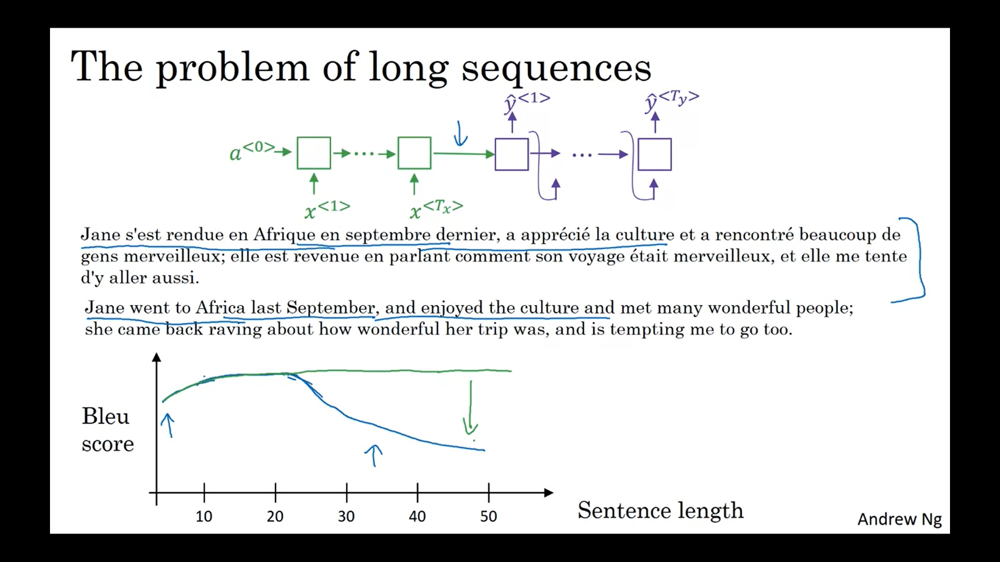 The problem of long sequences
ŷ<1> ŷ<Ty>
a<0>
x<1> x<Tx>
Jane s'est rendue en Afrique en septembre dernier, a apprécié la culture et a rencontré beaucoup de
gens merveilleux; elle est revenue en parlant comment son voyage était merveilleux, et elle me tente
d'y aller aussi.
Jane went to Africa last September, and enjoyed the culture and met many wonderful people;
she came back raving about how wonderful her trip was, and is tempting me to go too.
Bleu
score
10 20 30 40 50
Sentence length
Andrew Ng